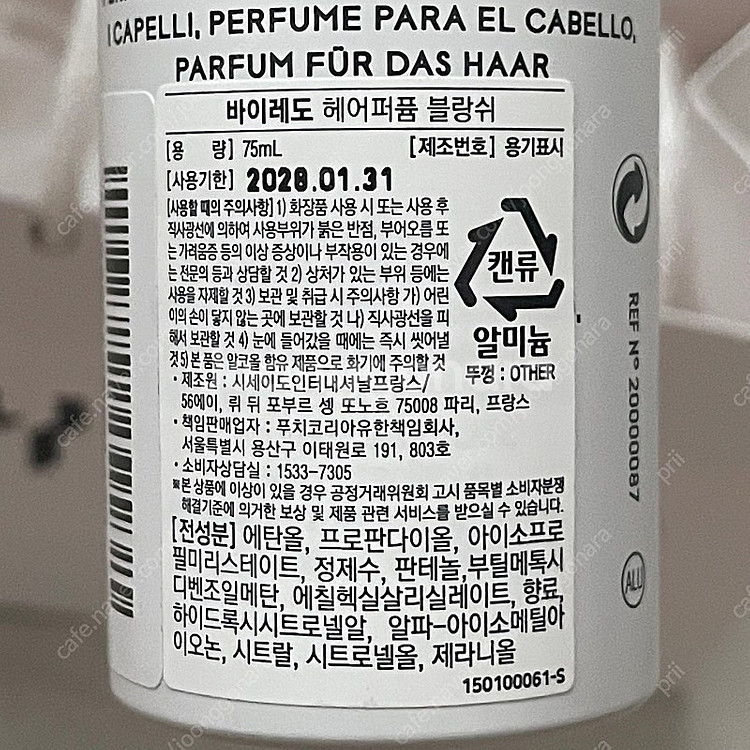 I CAPELLI, PERFUME PARA EL CABELLO,
PARFUM FÜR DAS HAAR
바이레도 헤어퍼퓸 블랑쉬
[용 량] 75mL [제조번호] 용기표시
[사용기한] 2028.01.31
[사용할 때의 주의사항] 1) 화장품 사용 시 또는 사용 후
직사광선에 의하여 사용부위가 붉은 반점, 부어오름 또
는 가려움증 등의 이상 증상이나 부작용이 있는 경우에
는 전문의 등과 상담할 것 2) 상처가 있는 부위 등에는
사용을 자제할 것 3) 보관 및 취급 시 주의사항 가) 어린
이의 손이 닿지 않는 곳에 보관할 것 나) 직사광선을 피
해서 보관할 것 4) 눈에 들어갔을 때에는 즉시 씻어낼
것 5) 본 품은 알코올 함유 제품으로 화기에 주의할 것
캔류
알미늄
뚜껑 : OTHER
· 제조원 : 시세이도인터내셔날프랑스/
56에이, 뤼 뒤 포부르 셍 또노흐 75008 파리, 프랑스
· 책임판매업자 : 푸치코리아유한책임회사,
서울특별시 용산구 이태원로 191, 803호
· 소비자상담실 : 1533-7305
※본 상품에 이상이 있을 경우 공정거래위원회 고시 품목별 소비자분쟁
해결기준에 의거한 보상 및 제품 관련 서비스를 받으실 수 있습니다.
[전성분] 에탄올, 프로판다이올, 아이소프로
필미리스테이트, 정제수, 판테놀,부틸메톡시
디벤조일메탄, 에칠헥실살리실레이트, 향료,
하이드록시시트로넬알, 알파-아이소메틸아
이오논, 시트랄, 시트로넬올, 제라니올
150100061-S
REF N° 20000087
ALU
prii
cafe.naver.com/joongonara